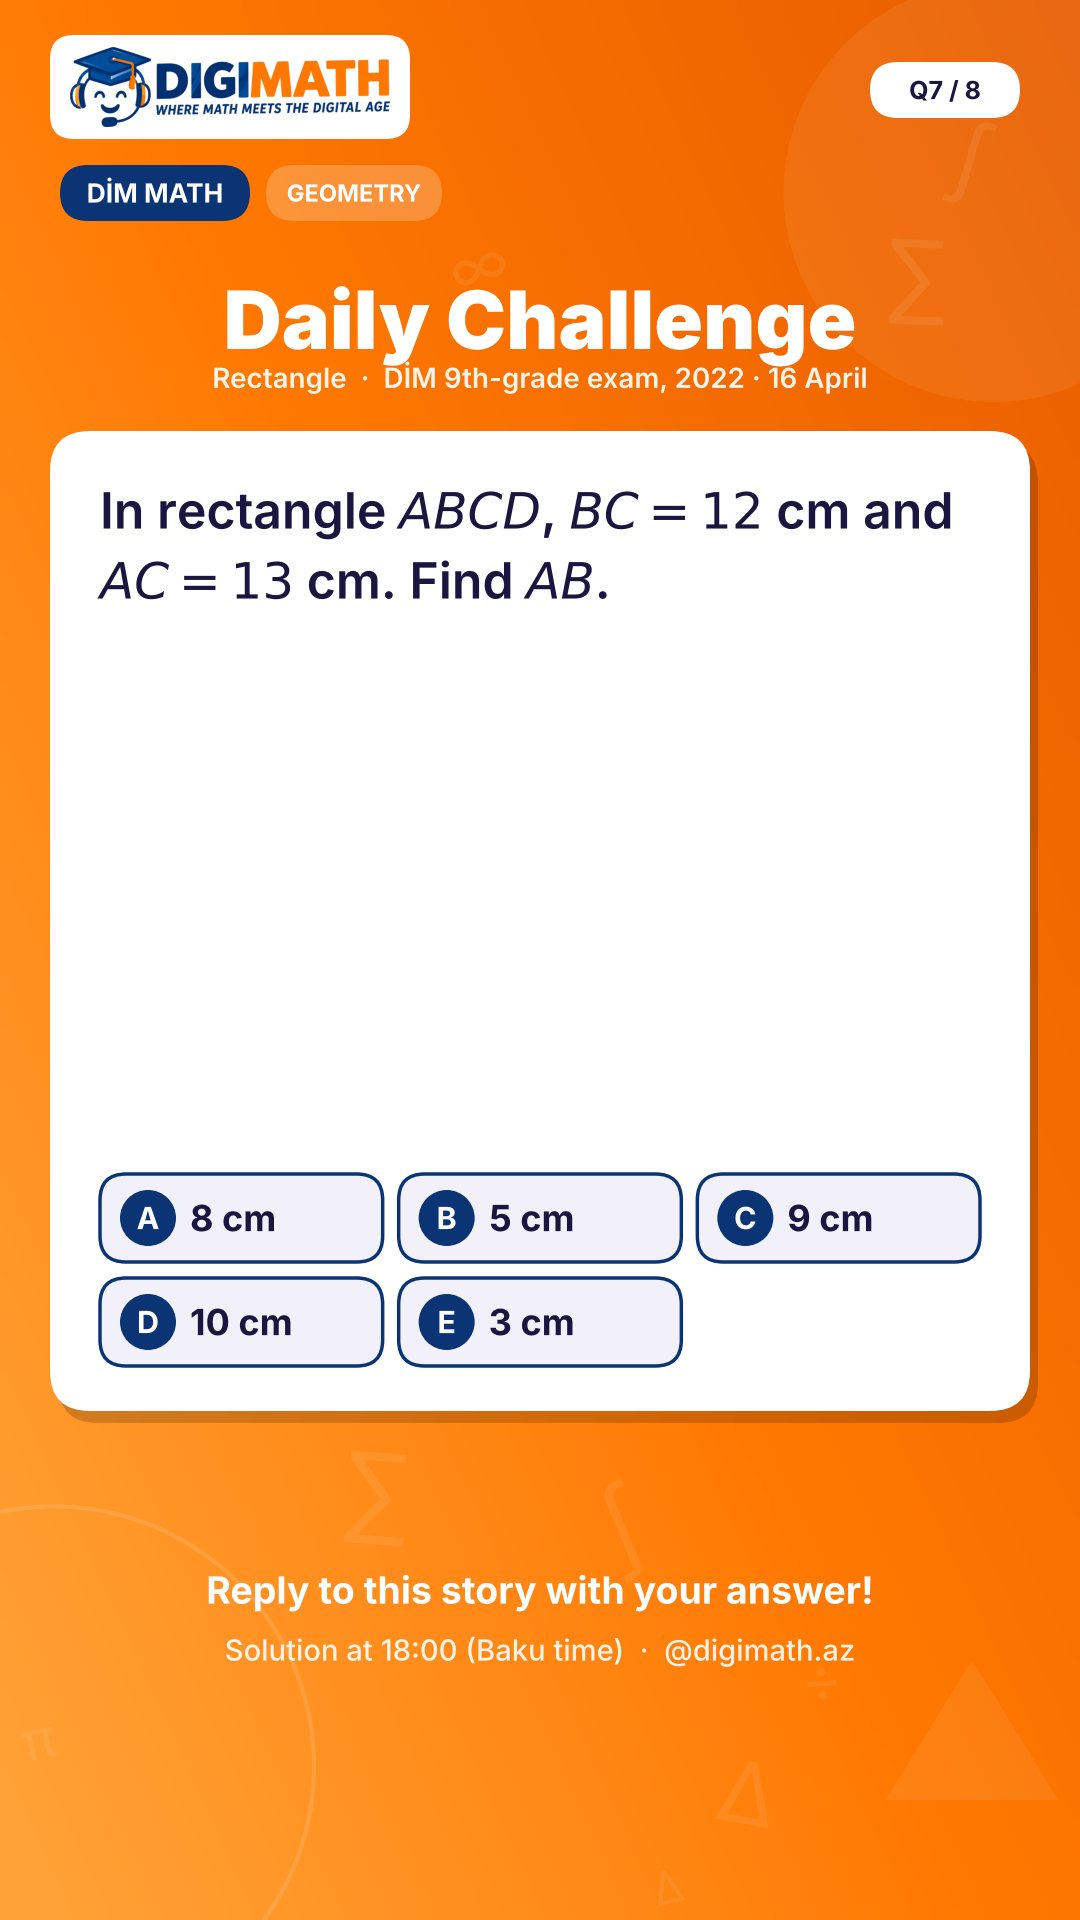 DIGIMATH
WHERE MATH MEETS THE DIGITAL AGE
Q7 / 8
DİM MATH
GEOMETRY
∞
∫
Σ
Daily Challenge
Rectangle · DİM 9th-grade exam, 2022 · 16 April
In rectangle ABCD, BC = 12 cm and
AC = 13 cm. Find AB.
A 8 cm
B 5 cm
C 9 cm
D 10 cm
E 3 cm
Σ
∫
Reply to this story with your answer!
Solution at 18:00 (Baku time) · @digimath.az
÷
π
Δ
Δ